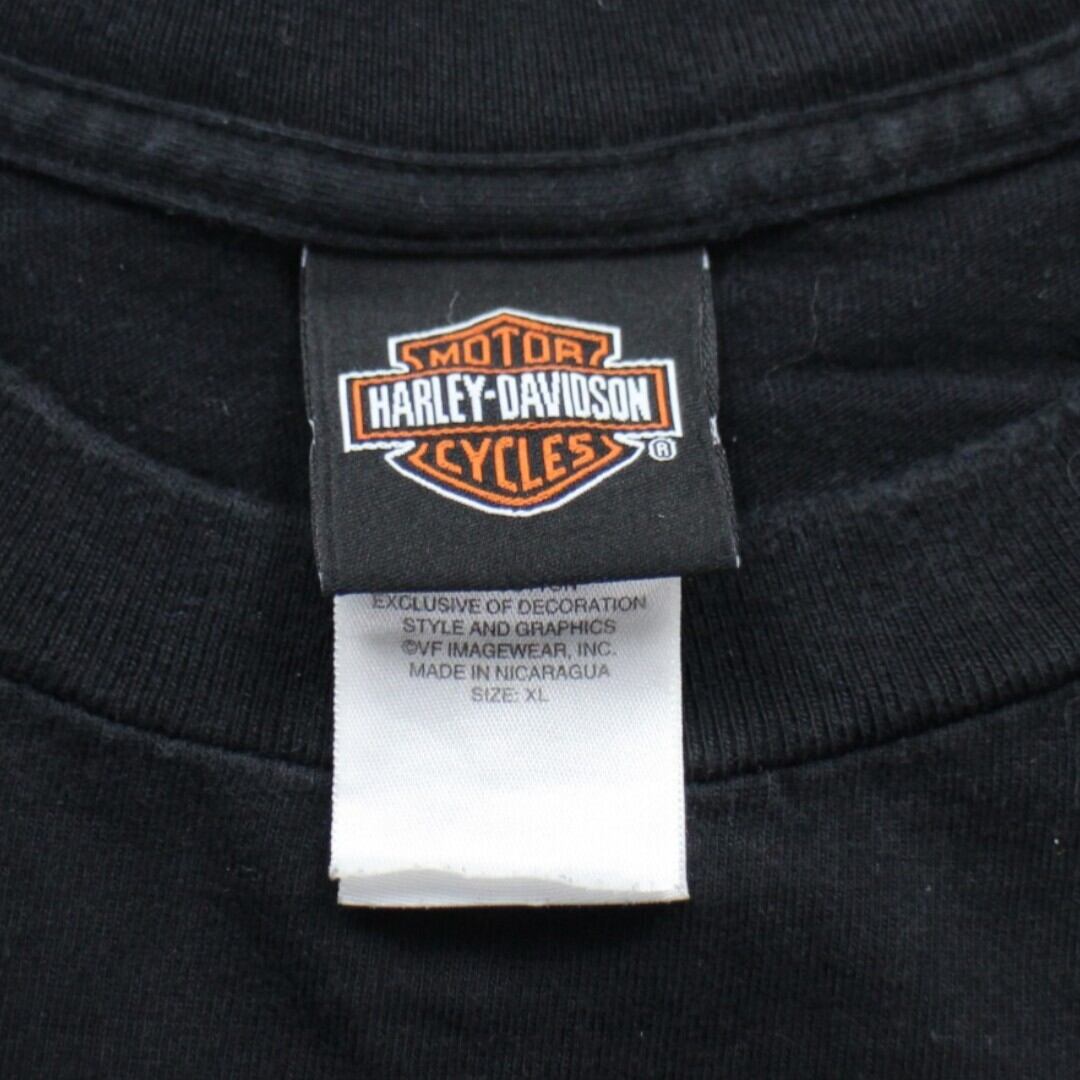 MOTOR
HARLEY-DAVIDSON
CYCLES ®
EXCLUSIVE OF DECORATION
STYLE AND GRAPHICS
©VF IMAGEWEAR, INC.
MADE IN NICARAGUA
SIZE: XL